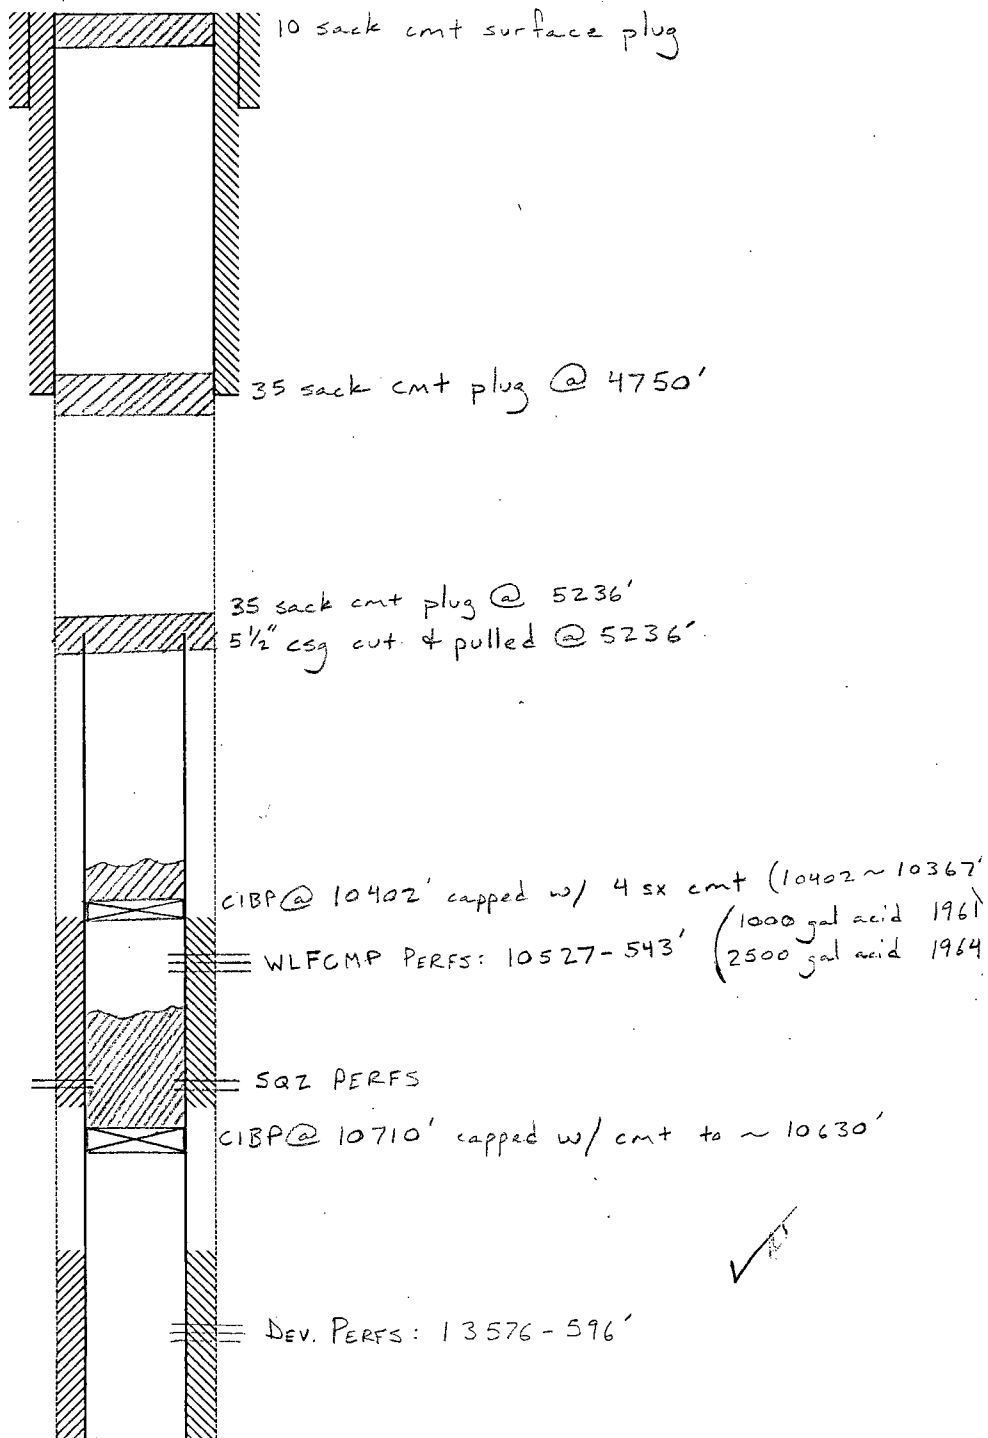 10 sack cmt surface plug
35 sack cmt plug @ 4750'
35 sack cmt plug @ 5236'
5 1/2" csg cut & pulled @ 5236'
CIBP @ 10402' capped w/ 4 sx cmt (10402 ~ 10367'
(1000 gal acid 1961)
WLFCMP PERFS: 10527-543' (2500 gal acid 1964
SQZ PERFS
CIBP @ 10710' capped w/ cmt to ~ 10630'
DEV. PERFS: 13576-596'